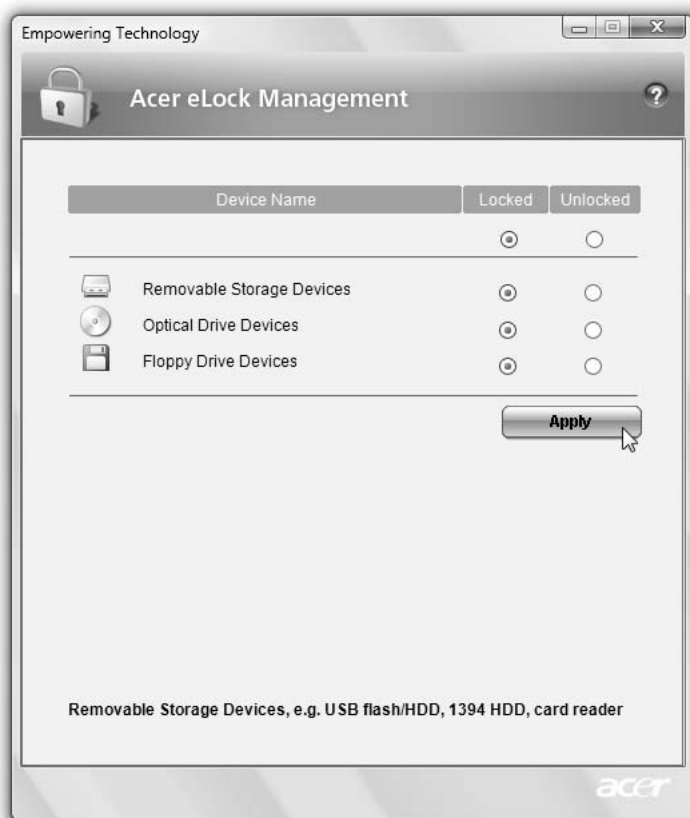 Empowering Technology
Acer eLock Management
?
Device Name Locked Unlocked
Removable Storage Devices
Optical Drive Devices
Floppy Drive Devices
Apply
Removable Storage Devices, e.g. USB flash/HDD, 1394 HDD, card reader
acer